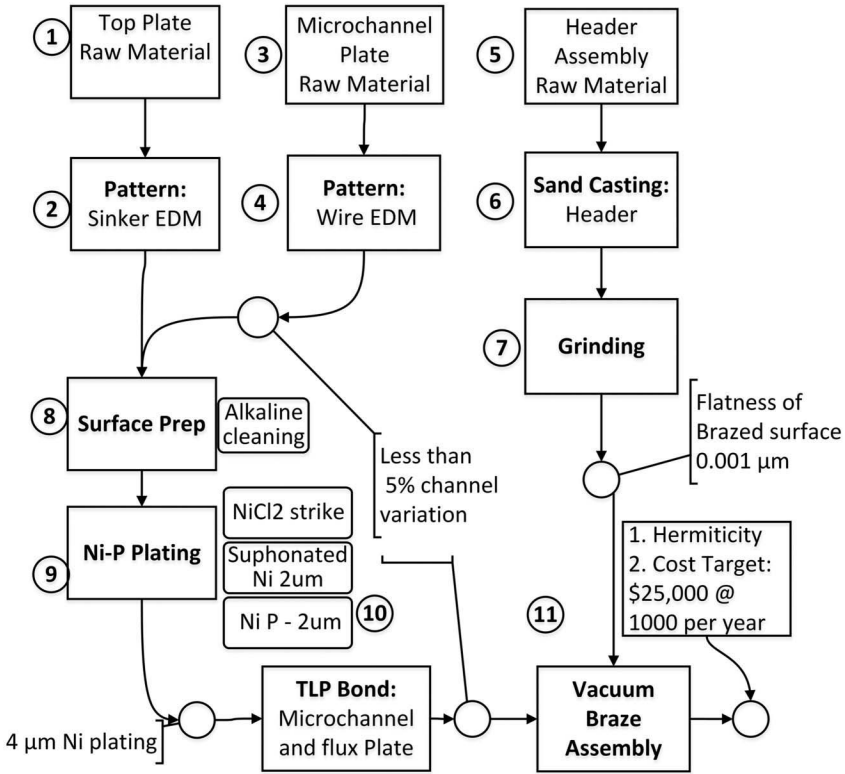 1
Top Plate
Raw Material
3
Microchannel
Plate
Raw Material
5
Header
Assembly
Raw Material
2
Pattern:
Sinker EDM
4
Pattern:
Wire EDM
6
Sand Casting:
Header
7
Grinding
8
Surface Prep
Alkaline
cleaning
Less than
5% channel
variation
Flatness of
Brazed surface
0.001 µm
9
Ni-P Plating
NiCl2 strike
Suphonated
Ni 2um
Ni P - 2um
10
11
1. Hermiticity
2. Cost Target:
$25,000 @
1000 per year
4 µm Ni plating
TLP Bond:
Microchannel
and flux Plate
Vacuum
Braze
Assembly